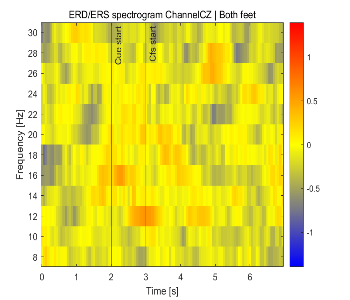 ERD/ERS spectrogram ChannelCZ | Both feet
Frequency [Hz]
30
28
26
24
22
20
18
16
14
12
10
8
Cue start
Cfs start
1
0.5
0
-0.5
-1
0 1 2 3 4 5 6
Time [s]